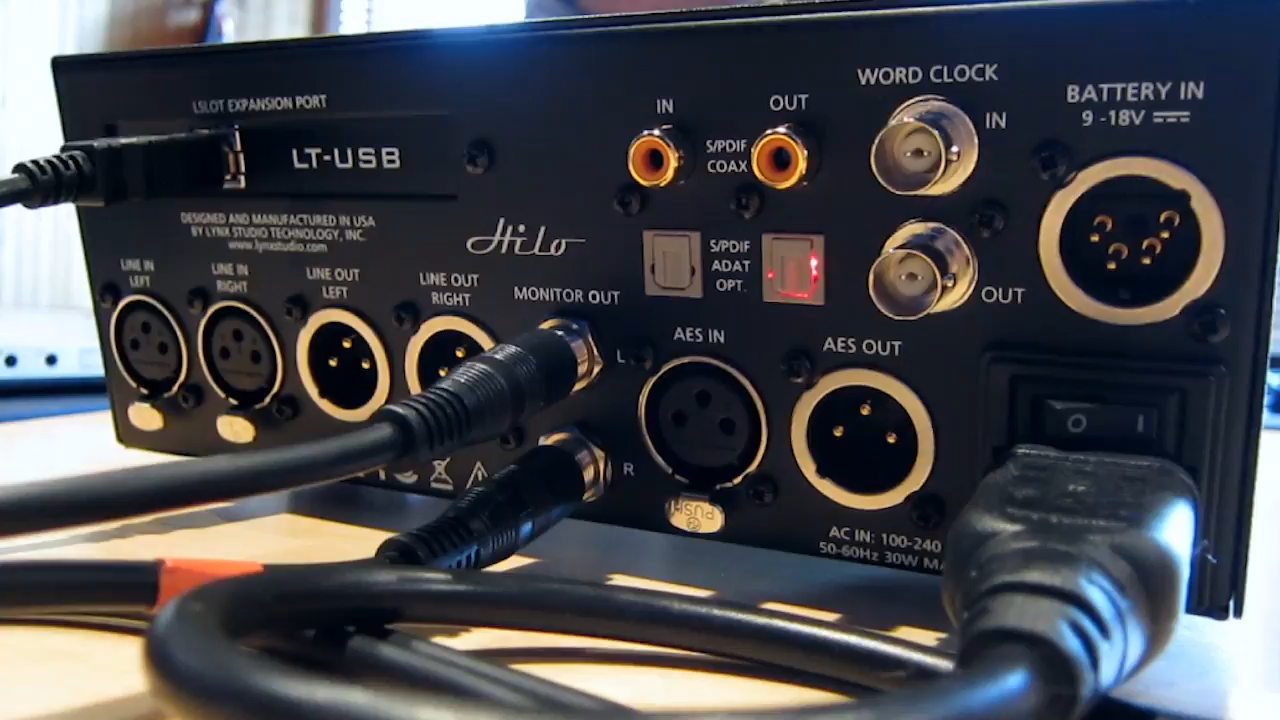 LSLOT EXPANSION PORT
LT-USB
DESIGNED AND MANUFACTURED IN USA
BY LYNX STUDIO TECHNOLOGY, INC.
www.lynxstudio.com
Hilo
LINE IN
LEFT
LINE IN
RIGHT
LINE OUT
LEFT
LINE OUT
RIGHT
MONITOR OUT
L
R
IN
OUT
S/PDIF
COAX
S/PDIF
ADAT
OPT.
WORD CLOCK
IN
OUT
BATTERY IN
9 -18V
AES IN
PUSH
AES OUT
O I
AC IN: 100-240
50-60Hz 30W